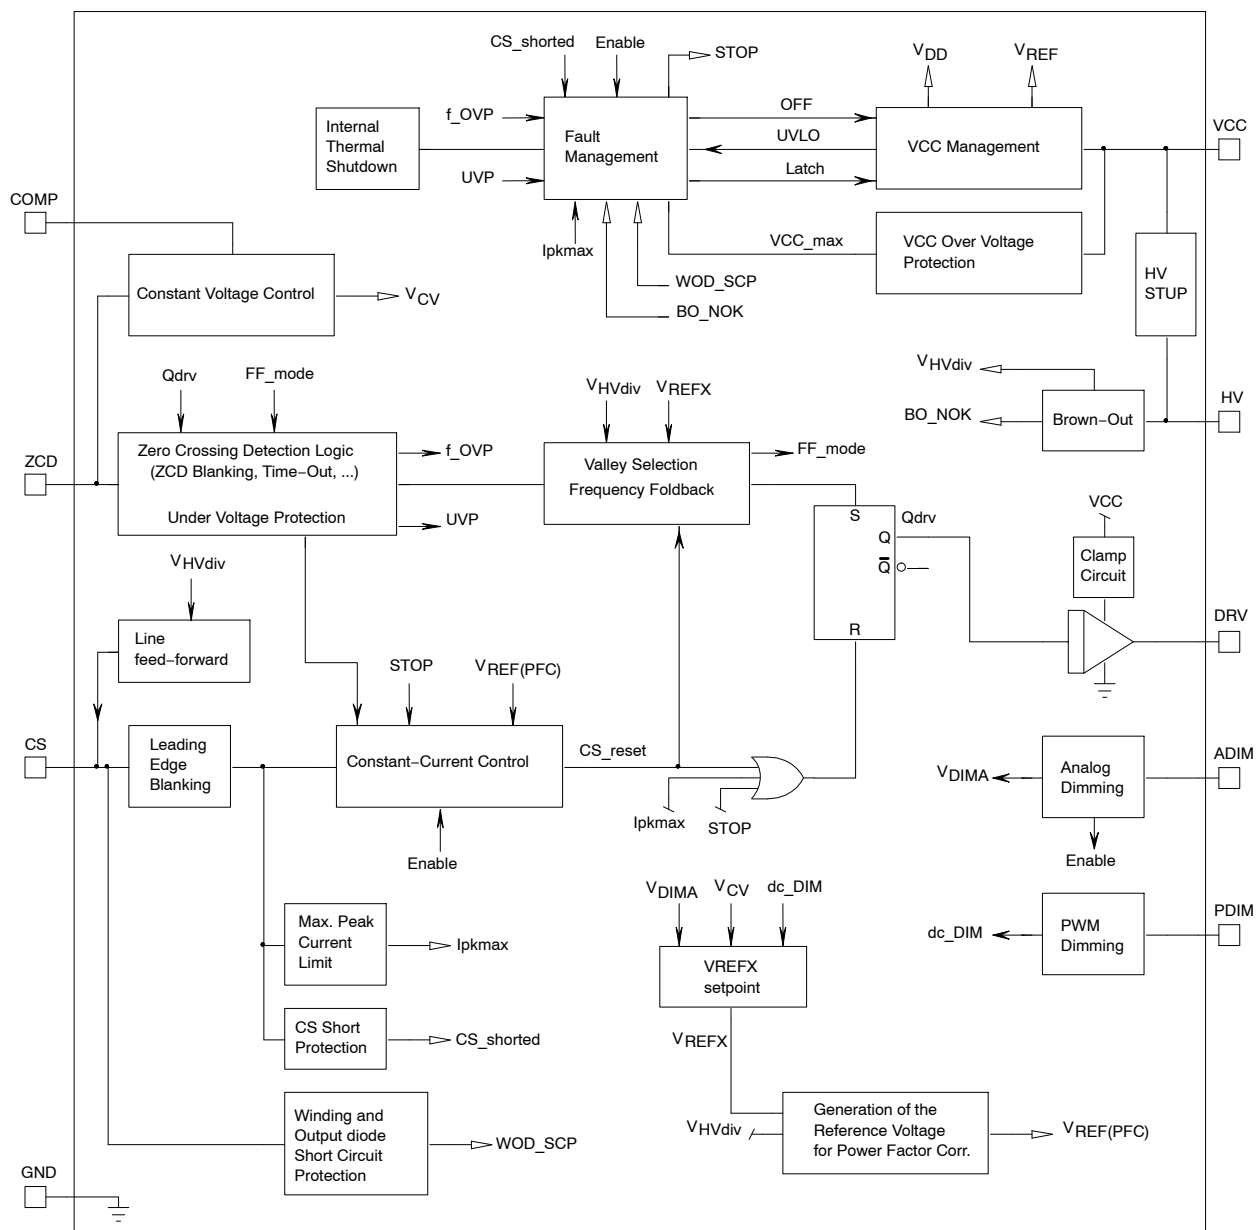 CS_shorted
Enable
STOP
VDD
VREF
f_OVP
OFF
UVLO
Latch
UVP
Internal
Thermal
Shutdown
Fault
Management
VCC Management
VCC
COMP
Ipkmax
VCC_max
VCC Over Voltage
Protection
WOD_SCP
BO_NOK
HV
STUP
Constant Voltage Control
VCV
Qdrv
FF_mode
VHVdiv
VREFX
VHVdiv
BO_NOK
Brown-Out
HV
ZCD
Zero Crossing Detection Logic
(ZCD Blanking, Time-Out, ...)
Under Voltage Protection
f_OVP
UVP
Valley Selection
Frequency Foldback
FF_mode
S
Q
Q
R
Qdrv
VCC
Clamp
Circuit
DRV
VHVdiv
Line
feed-forward
STOP
VREF(PFC)
CS
Leading
Edge
Blanking
Constant-Current Control
CS_reset
Ipkmax
STOP
Enable
VDIMA
Analog
Dimming
ADIM
Enable
Max. Peak
Current
Limit
Ipkmax
VDIMA
VCV
dc_DIM
VREFX
setpoint
dc_DIM
PWM
Dimming
PDIM
CS Short
Protection
CS_shorted
VREFX
Winding and
Output diode
Short Circuit
Protection
WOD_SCP
VHVdiv
Generation of the
Reference Voltage
for Power Factor Corr.
VREF(PFC)
GND